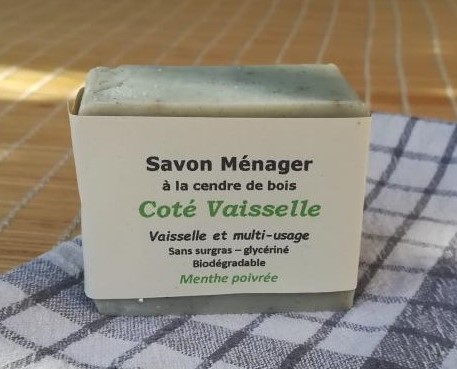 Savon Ménager
à la cendre de bois
Coté Vaisselle
Vaisselle et multi-usage
Sans surgras – glycériné
Biodégradable
Menthe poivrée